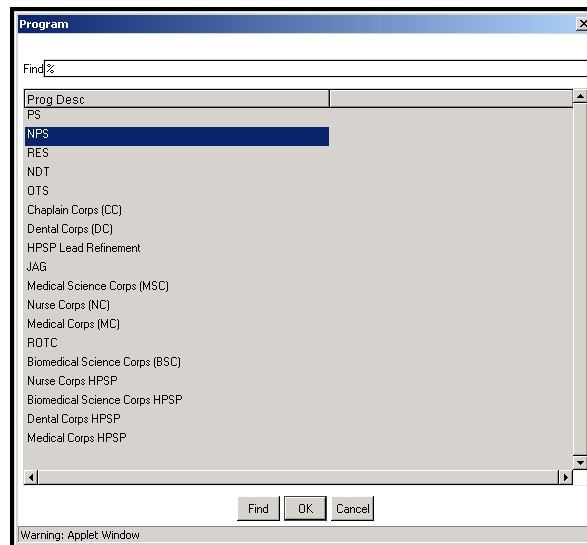 Program
Find %
Prog Desc
PS
NPS
RES
NDT
OTS
Chaplain Corps (CC)
Dental Corps (DC)
HPSP Lead Refinement
JAG
Medical Science Corps (MSC)
Nurse Corps (NC)
Medical Corps (MC)
ROTC
Biomedical Science Corps (BSC)
Nurse Corps HPSP
Biomedical Science Corps HPSP
Dental Corps HPSP
Medical Corps HPSP
Find OK Cancel
Warning: Applet Window